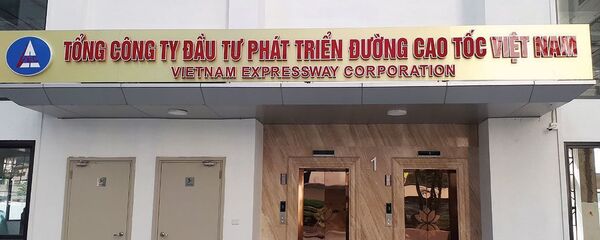 TỔNG CÔNG TY ĐẦU TƯ PHÁT TRIỂN ĐƯỜNG CAO TỐC VIỆT NAM
VIETNAM EXPRESSWAY CORPORATION
1